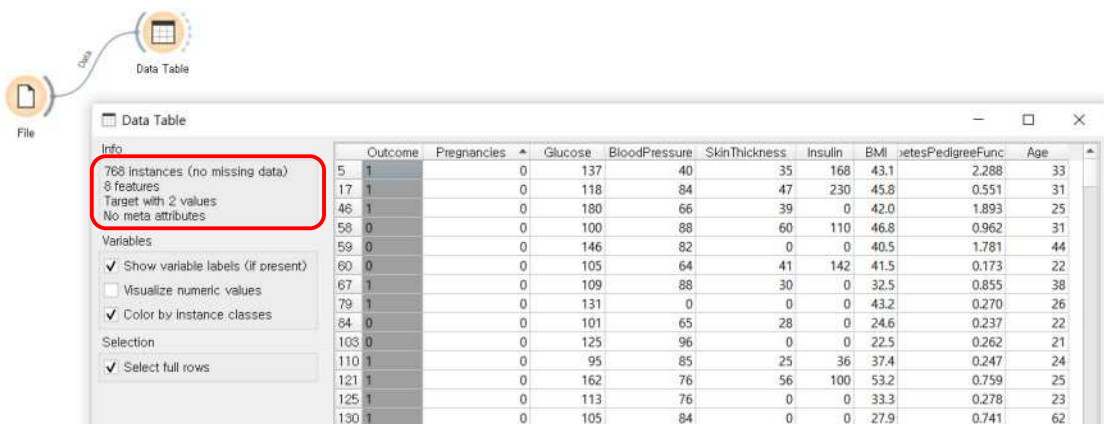 Data
Data Table
File
Data Table
Info
768 instances (no missing data)
8 features
Target with 2 values
No meta attributes
Variables
Show variable labels (if present)
Visualize numeric values
Color by instance classes
Selection
Select full rows
Outcome Pregnancies Glucose BloodPressure SkinThickness Insulin BMI betesPedigreeFunc Age
5 1 0 137 40 35 168 43.1 2.288 33
17 1 0 118 84 47 230 45.8 0.551 31
46 1 0 180 66 39 0 42.0 1.893 25
58 0 0 100 88 60 110 46.8 0.962 31
59 0 0 146 82 0 0 40.5 1.781 44
60 0 0 105 64 41 142 41.5 0.173 22
67 1 0 109 88 30 0 32.5 0.855 38
79 1 0 131 0 0 0 43.2 0.270 26
84 0 0 101 65 28 0 24.6 0.237 22
103 0 0 125 96 0 0 22.5 0.262 21
110 1 0 95 85 25 36 37.4 0.247 24
121 1 0 162 76 56 100 53.2 0.759 25
125 1 0 113 76 0 0 33.3 0.278 23
130 1 0 105 84 0 0 27.9 0.741 62